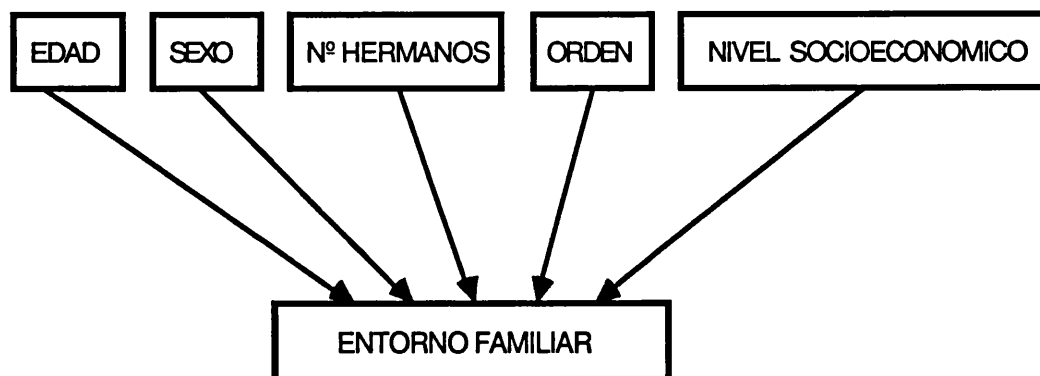 EDAD
SEXO
Nº HERMANOS
ORDEN
NIVEL SOCIOECONOMICO
ENTORNO FAMILIAR